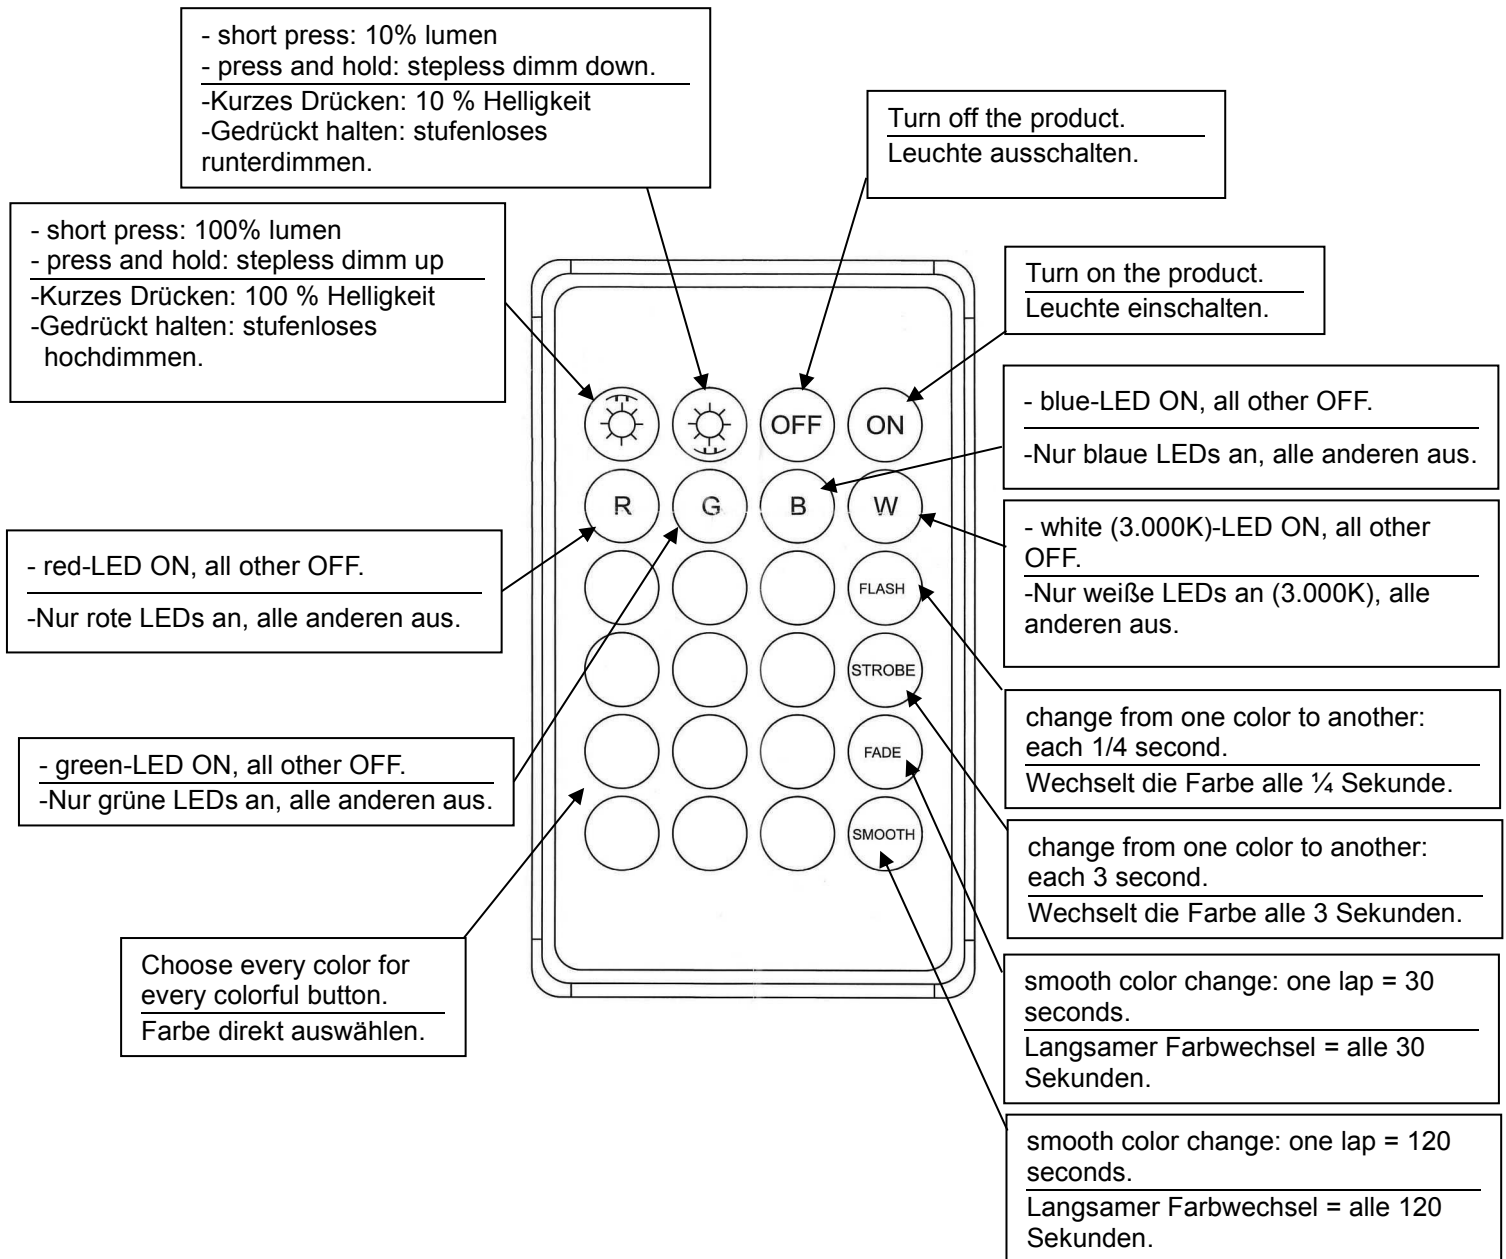 - short press: 10% lumen
- press and hold: stepless dimm down.
-Kurzes Drücken: 10 % Helligkeit
-Gedrückt halten: stufenloses
runterdimmen.
Turn off the product.
Leuchte ausschalten.
- short press: 100% lumen
- press and hold: stepless dimm up
-Kurzes Drücken: 100 % Helligkeit
-Gedrückt halten: stufenloses
hochdimmen.
Turn on the product.
Leuchte einschalten.
- blue-LED ON, all other OFF.
-Nur blaue LEDs an, alle anderen aus.
OFF ON
R G B W
FLASH
STROBE
FADE
SMOOTH
- white (3.000K)-LED ON, all other
OFF.
-Nur weiße LEDs an (3.000K), alle
anderen aus.
- red-LED ON, all other OFF.
-Nur rote LEDs an, alle anderen aus.
change from one color to another:
each 1/4 second.
Wechselt die Farbe alle ¼ Sekunde.
- green-LED ON, all other OFF.
-Nur grüne LEDs an, alle anderen aus.
change from one color to another:
each 3 second.
Wechselt die Farbe alle 3 Sekunden.
Choose every color for
every colorful button.
Farbe direkt auswählen.
smooth color change: one lap = 30
seconds.
Langsamer Farbwechsel = alle 30
Sekunden.
smooth color change: one lap = 120
seconds.
Langsamer Farbwechsel = alle 120
Sekunden.